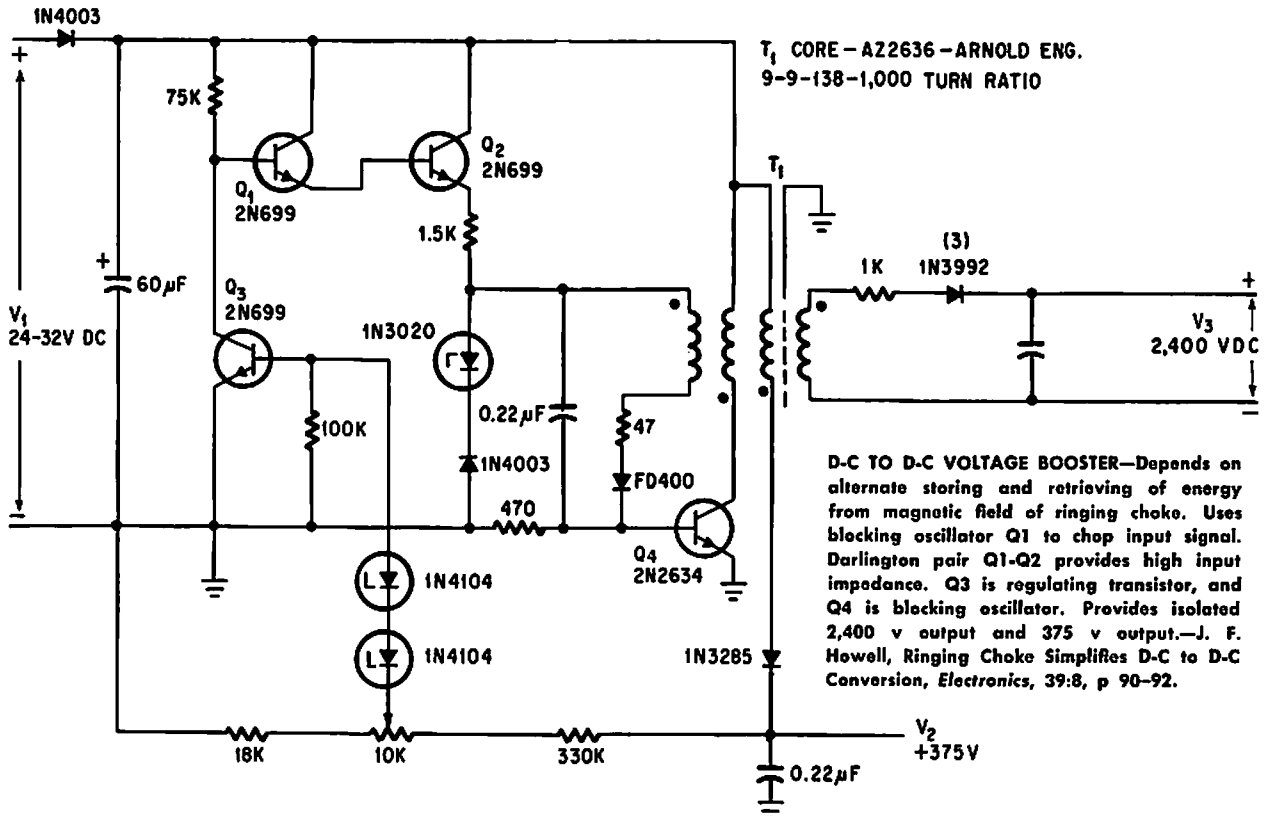 1N4003
+
T1 CORE – AZ2636 – ARNOLD ENG.
9-9-138-1,000 TURN RATIO
75K
Q1
2N699
Q2
2N699
T1
1.5K
(3)
1N3992
1K
+
60µF
Q3
2N699
V1
24-32V DC
1N3020
V3
2,400 VDC
+
100K
0.22µF
47
1N4003
FD400
470
–
–
Q4
2N2634
L
1N4104
L
1N4104
1N3285
D-C TO D-C VOLTAGE BOOSTER—Depends on
alternate storing and retrieving of energy
from magnetic field of ringing choke. Uses
blocking oscillator Q1 to chop input signal.
Darlington pair Q1-Q2 provides high input
impedance. Q3 is regulating transistor, and
Q4 is blocking oscillator. Provides isolated
2,400 v output and 375 v output.—J. F.
Howell, Ringing Choke Simplifies D-C to D-C
Conversion, Electronics, 39:8, p 90–92.
18K
10K
330K
V2
+375V
0.22µF